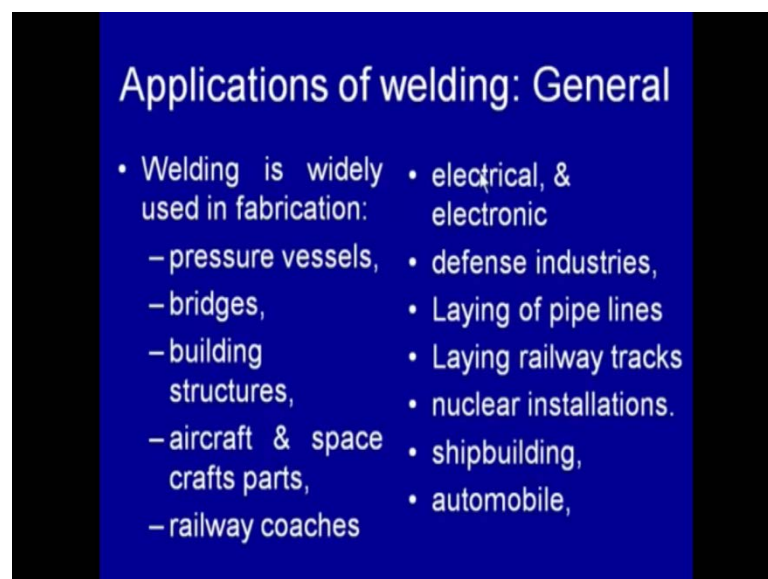 Applications of welding: General
• Welding is widely
used in fabrication:
– pressure vessels,
– bridges,
– building
structures,
– aircraft & space
crafts parts,
– railway coaches
• electrical, &
electronic
• defense industries,
• Laying of pipe lines
• Laying railway tracks
• nuclear installations.
• shipbuilding,
• automobile,